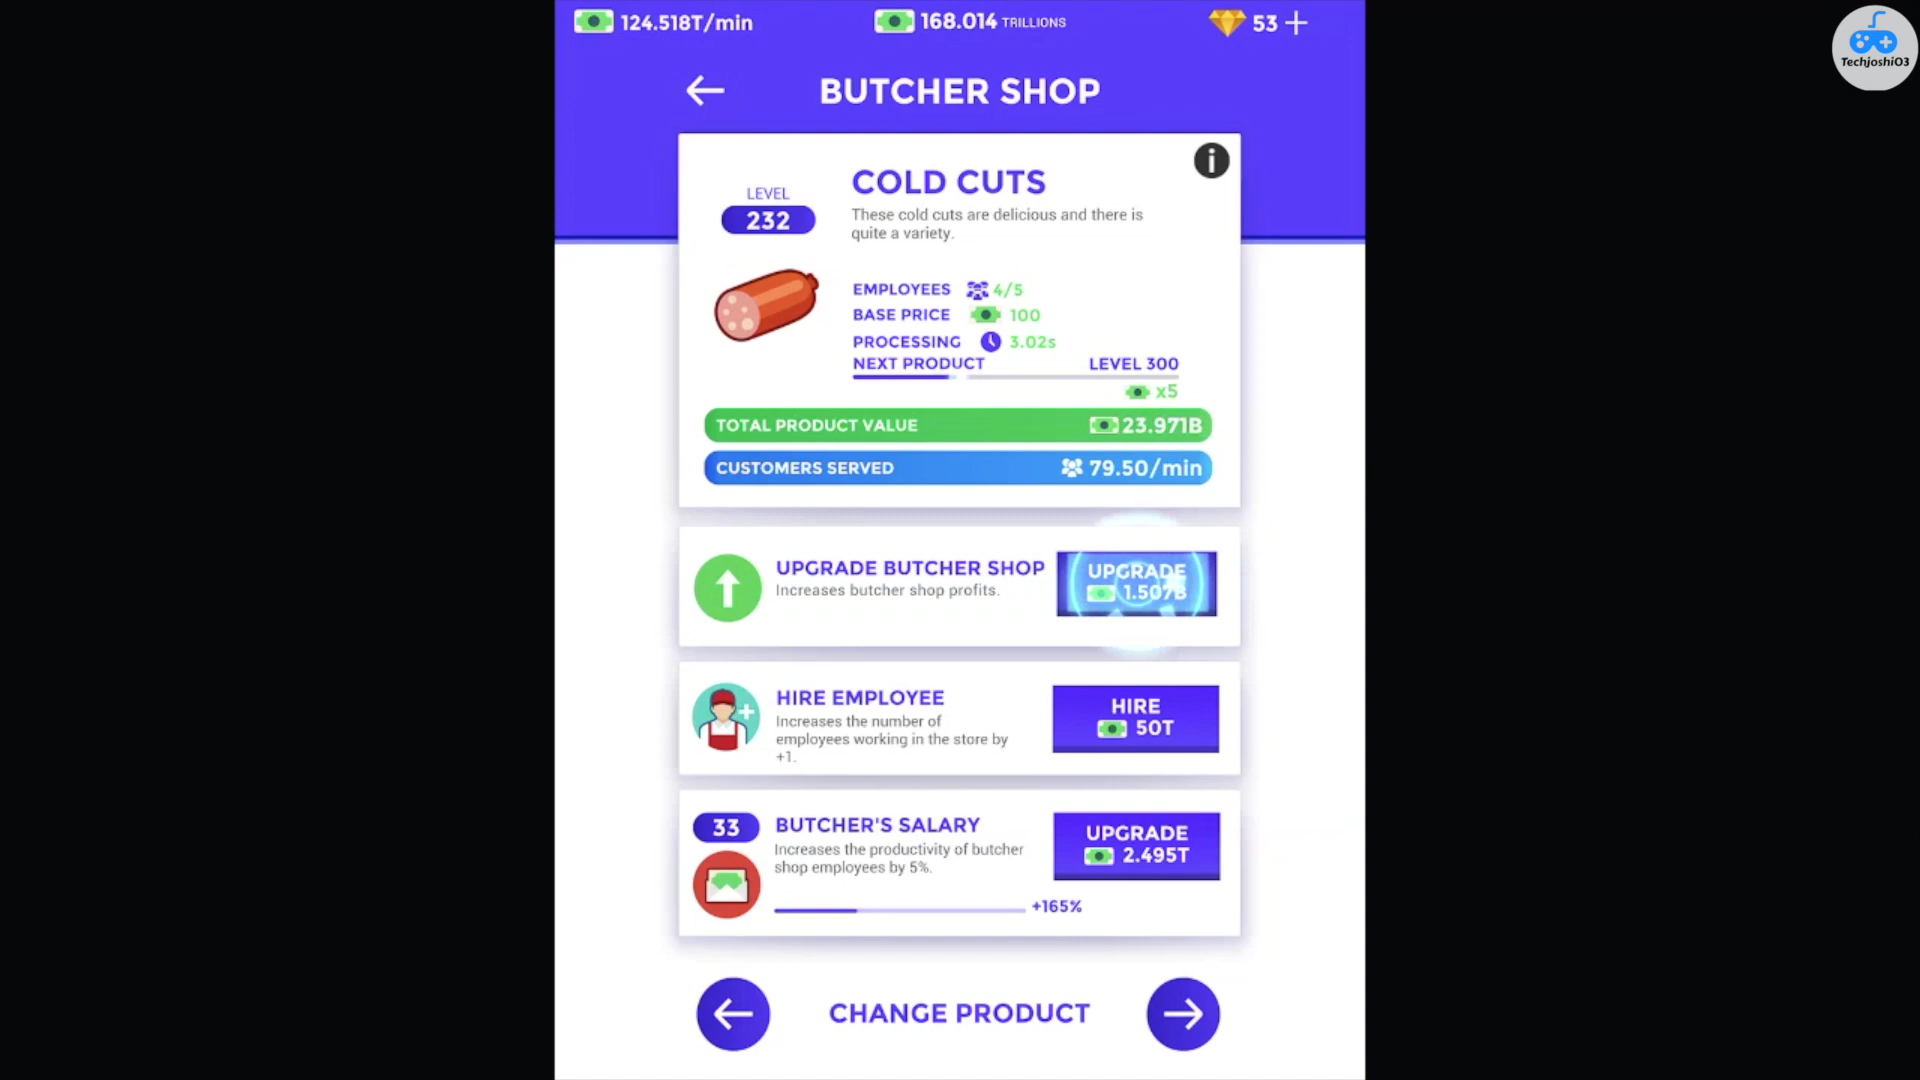 124.518T/min
168.014 TRILLIONS
53
TechjoshiO3
BUTCHER SHOP
LEVEL
232
COLD CUTS
These cold cuts are delicious and there is
quite a variety.
EMPLOYEES 4/5
BASE PRICE 100
PROCESSING 3.02s
NEXT PRODUCT LEVEL 300
x5
TOTAL PRODUCT VALUE 23.971B
CUSTOMERS SERVED 79.50/min
UPGRADE BUTCHER SHOP
Increases butcher shop profits.
UPGRADE
1.507B
HIRE EMPLOYEE
Increases the number of
employees working in the store by
+1.
HIRE
50T
33
BUTCHER'S SALARY
Increases the productivity of butcher
shop employees by 5%.
+165%
UPGRADE
2.495T
CHANGE PRODUCT